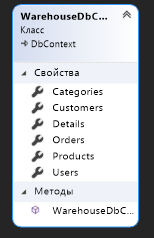 WarehouseDbC...
Класс
DbContext
Свойства
Categories
Customers
Details
Orders
Products
Users
Методы
WarehouseDbC...